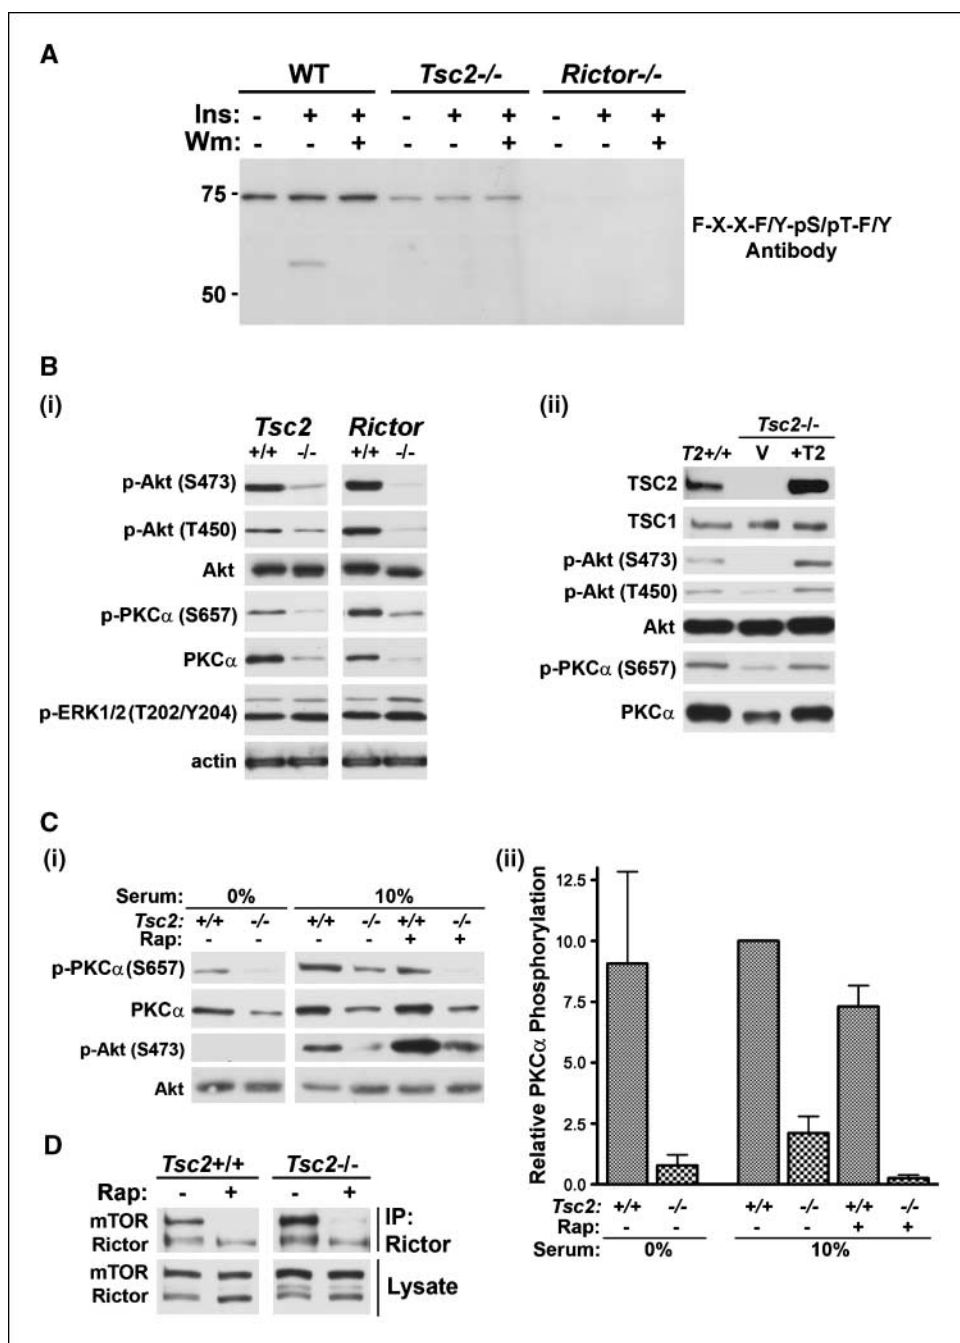 A
WT Tsc2-/- Rictor-/-
Ins: - + + - + + - + +
Wm: - - + - - + - - +
75 -
50 -
F-X-X-F/Y-pS/pT-F/Y
Antibody
B
(i)
Tsc2 Rictor
+/+ -/- +/+ -/-
p-Akt (S473)
p-Akt (T450)
Akt
p-PKCα (S657)
PKCα
p-ERK1/2 (T202/Y204)
actin
(ii)
Tsc2-/-
T2+/+ V +T2
TSC2
TSC1
p-Akt (S473)
p-Akt (T450)
Akt
p-PKCα (S657)
PKCα
C
(i)
Serum: 0% 10%
Tsc2: +/+ -/- +/+ -/- +/+ -/-
Rap: - - - - + +
p-PKCα (S657)
PKCα
p-Akt (S473)
Akt
(ii)
Relative PKCα Phosphorylation
12.5
10.0
7.5
5.0
2.5
0.0
Tsc2: +/+ -/- +/+ -/- +/+ -/-
Rap: - - - - + +
Serum: 0% 10%
D
Tsc2+/+ Tsc2-/-
Rap: - + - +
mTOR
Rictor
IP:
Rictor
mTOR
Rictor
Lysate